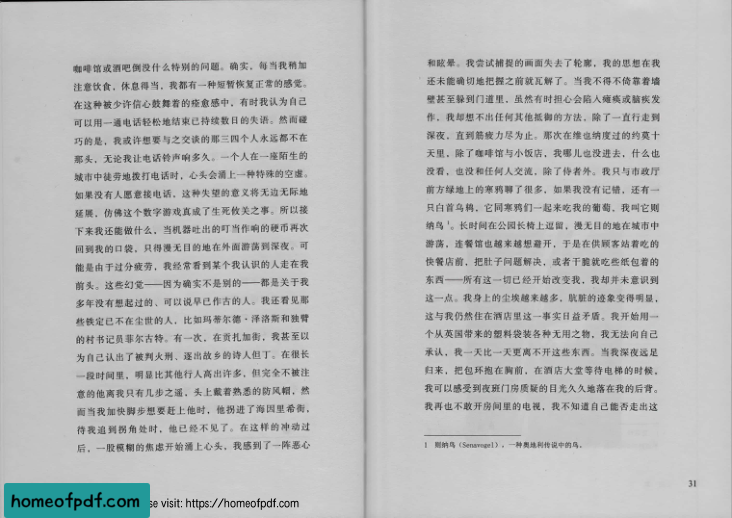 咖啡馆或酒吧倒没什么特别的问题。确实，每当我稍加
注意饮食，休息得当，我都有一种短暂恢复正常的感觉。
在这种被少许信心鼓舞着的痊愈感中，有时我认为自己
可以用一通电话轻松地结束已持续数日的失语。然而碰
巧的是，我或许想要与之交谈的那三四个人永远都不在
那头，无论我让电话铃声响多久。一个人在一座陌生的
城市中徒劳地拨打电话时，心头会涌上一种特殊的空虚。
如果没有人愿意接电话，这种失望的意义将无边无际地
延展，仿佛这个数字游戏真成了生死攸关之事。所以接
下来我还能做什么，当机器吐出的叮当作响的硬币再次
回到我的口袋，只得漫无目的地在外面游荡到深夜。可
能是由于过分疲劳，我经常看到某个我认识的人走在我
前头。这些幻觉——因为确实不是别的——都是关于我
多年没有想起过的、可以说早已作古的人。我还看见那
些铁定已不在尘世的人，比如玛蒂尔德·泽洛斯和独臂
的村书记员菲尔古特。有一次，在贡扎加街，我甚至以
为自己认出了被判火刑、逐出故乡的诗人但丁。在很长
一段时间里，明显比其他行人高出许多、但完全不被注
意的他离我只有几步之遥，头上戴着熟悉的防风帽，然
而当我加快脚步想要赶上他时，他拐进了海因里希街，
待我追到拐角处时，他已经不见了。在这样的冲动过
后，一股模糊的焦虑开始涌上心头，我感到了一阵恶心
和眩晕。我尝试捕捉的画面失去了轮廓，我的思想在我
还未能确切地把握之前就瓦解了。当我不得不倚靠着墙
壁甚至躲到门道里，虽然有时担心会陷入瘫痪或脑疾发
作，我却想不出任何其他抵御的方法，除了一直行走到
深夜，直到筋疲力尽为止。那次在维也纳度过的约莫十
天里，除了咖啡馆与小饭店，我哪儿也没进去，什么也
没看，也没和任何人交流，除了侍者外。我只与市政厅
前方绿地上的寒鸦聊了很多，如果我没有记错，还有一
只白首乌鸫，它同寒鸦们一起来吃我的葡萄，我叫它则
纳鸟1。长时间在公园长椅上逗留，漫无目的地在城市中
游荡，连餐馆也越来越想避开，于是在供顾客站着吃的
快餐店前，把肚子问题解决，或者干脆就吃些纸包着的
东西——所有这一切已经开始改变我，我却并未意识到
这一点。我身上的尘埃越来越多，肮脏的迹象变得明显，
这与我仍然住在酒店里这一事实日益矛盾。我开始用一
个从英国带来的塑料袋装各种无用之物，我无法向自己
承认，我一天比一天更离不开这些东西。当我深夜远足
归来，把包环抱在胸前，在酒店大堂等待电梯的时候，
我可以感受到夜班门房质疑的目光久久地落在我的后背。
我再也不敢开房间里的电视，我不知道自己能否走出这
1 则纳鸟（Senavogel），一种奥地利传说中的鸟。
31
homeofpdf.com
se visit: https://homeofpdf.com